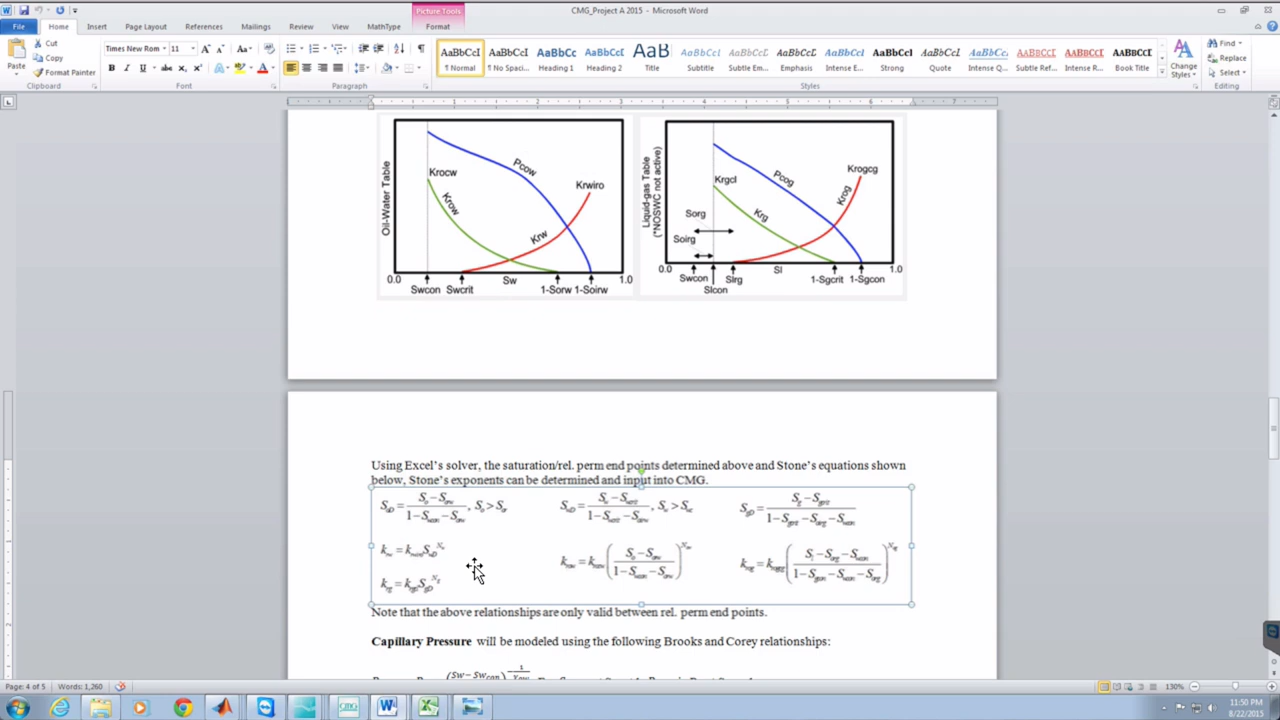 Picture Tools
CMG_Project A 2015 - Microsoft Word
File Home Insert Page Layout References Mailings Review View MathType Format
Paste
Cut
Copy
Format Painter
Clipboard
Times New Rom 11
Font
Paragraph
AaBbCcI AaBbCcI AaBbCc AaBbCc AaB AaBbCcI AaBbCcI AaBbCcI AaBbCcI AaBbCcI AaBbCcI AaBbCcI AaBbCcI AaBbCcI AaBbCcI
¶ Normal ¶ No Spaci... Heading 1 Heading 2 Title Subtitle Subtle Em... Emphasis Intense E... Strong Quote Intense Q... Subtle Ref... Intense R... Book Title
Change Styles
Styles
Find
Replace
Select
Editing
Oil-Water Table
Krocw
Krow
Pcow
Krwiro
Krw
0.0
Swcon
Swcrit
Sw
1-Sorw
1-Soirw
1.0
Liquid-gas Table
(*NOSWC not active)
Krgcl
Pcog
Krogcg
Krog
Krg
Sorg
Soirg
0.0
Swcon
Slcon
Slrg
Sl
1-Sgcrit
1-Sgcon
1.0
Using Excel's solver, the saturation/rel. perm end points determined above and Stone's equations shown
below, Stone's exponents can be determined and input into CMG.
Note that the above relationships are only valid between rel. perm end points.
Capillary Pressure will be modeled using the following Brooks and Corey relationships:
Page: 4 of 5 Words: 1,260
130%
11:50 PM
8/22/2015